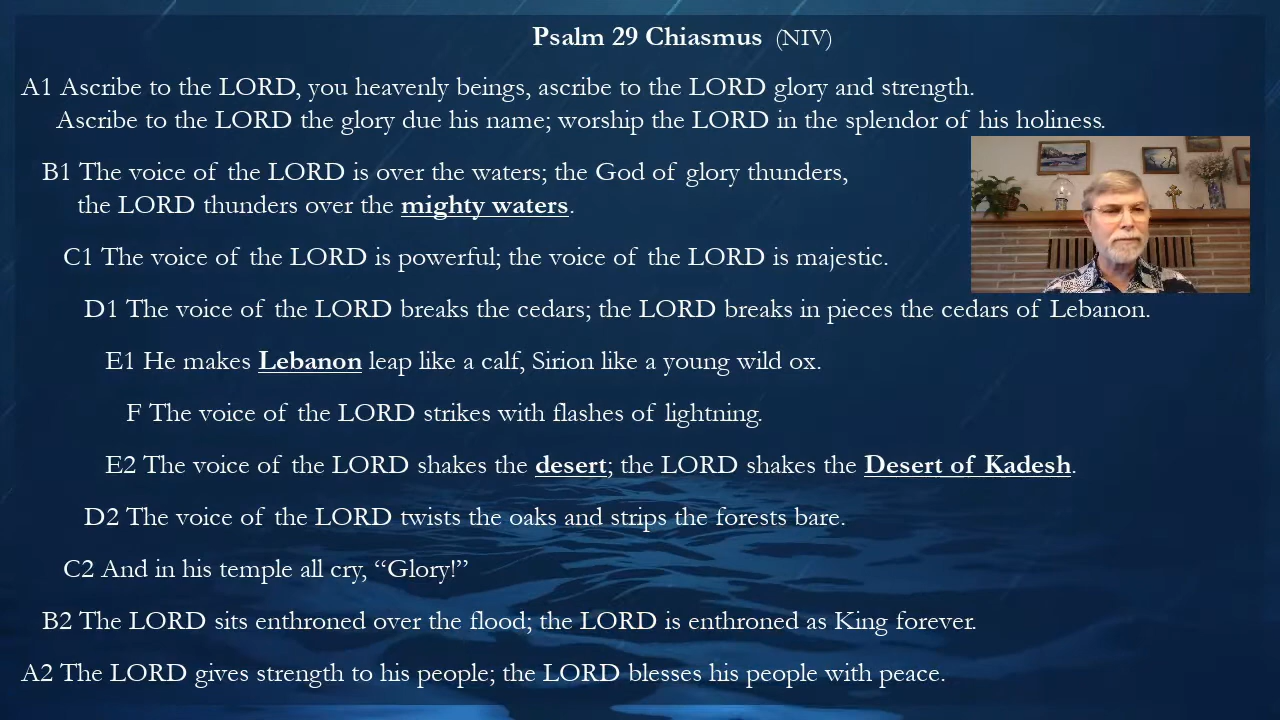 Psalm 29 Chiasmus (NIV)
A1 Ascribe to the LORD, you heavenly beings, ascribe to the LORD glory and strength.
Ascribe to the LORD the glory due his name; worship the LORD in the splendor of his holiness.
B1 The voice of the LORD is over the waters; the God of glory thunders,
the LORD thunders over the mighty waters.
C1 The voice of the LORD is powerful; the voice of the LORD is majestic.
D1 The voice of the LORD breaks the cedars; the LORD breaks in pieces the cedars of Lebanon.
E1 He makes Lebanon leap like a calf, Sirion like a young wild ox.
F The voice of the LORD strikes with flashes of lightning.
E2 The voice of the LORD shakes the desert; the LORD shakes the Desert of Kadesh.
D2 The voice of the LORD twists the oaks and strips the forests bare.
C2 And in his temple all cry, “Glory!”
B2 The LORD sits enthroned over the flood; the LORD is enthroned as King forever.
A2 The LORD gives strength to his people; the LORD blesses his people with peace.